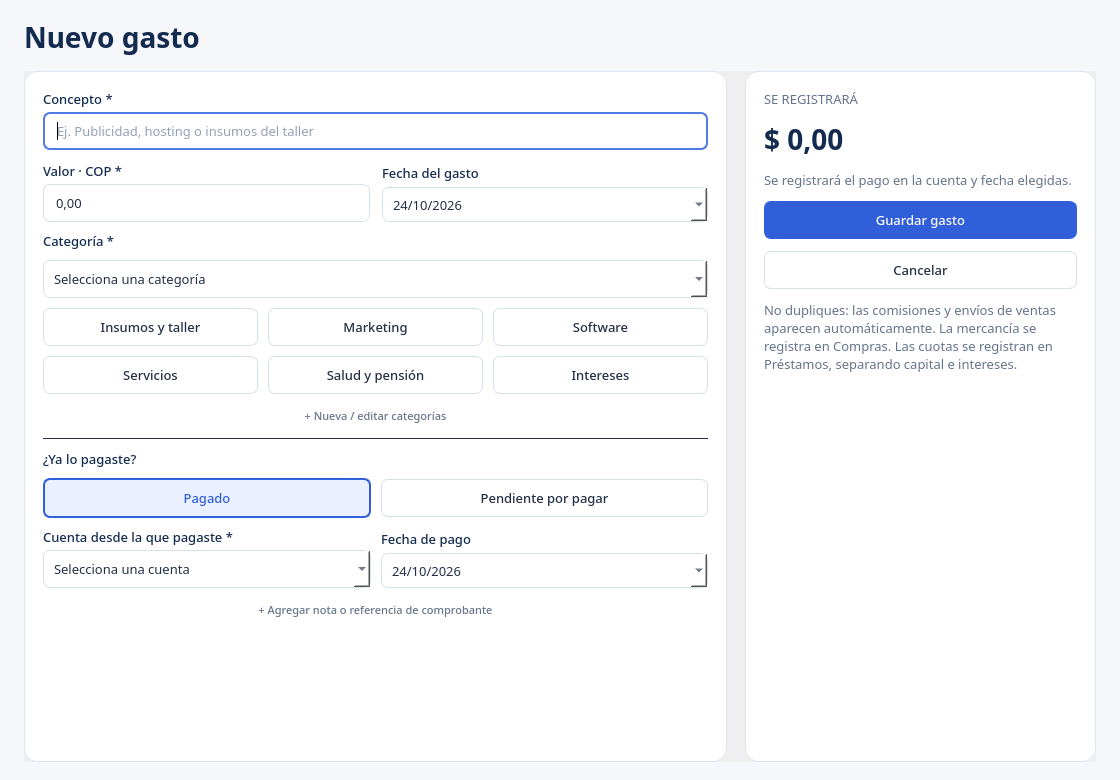 Nuevo gasto
Concepto *
Ej. Publicidad, hosting o insumos del taller
Valor · COP *
Fecha del gasto
0,00
24/10/2026
Categoría *
Selecciona una categoría
Insumos y taller
Marketing
Software
Servicios
Salud y pensión
Intereses
+ Nueva / editar categorías
¿Ya lo pagaste?
Pagado
Pendiente por pagar
Cuenta desde la que pagaste *
Fecha de pago
Selecciona una cuenta
24/10/2026
+ Agregar nota o referencia de comprobante
SE REGISTRARÁ
$ 0,00
Se registrará el pago en la cuenta y fecha elegidas.
Guardar gasto
Cancelar
No dupliques: las comisiones y envíos de ventas
aparecen automáticamente. La mercancía se
registra en Compras. Las cuotas se registran en
Préstamos, separando capital e intereses.